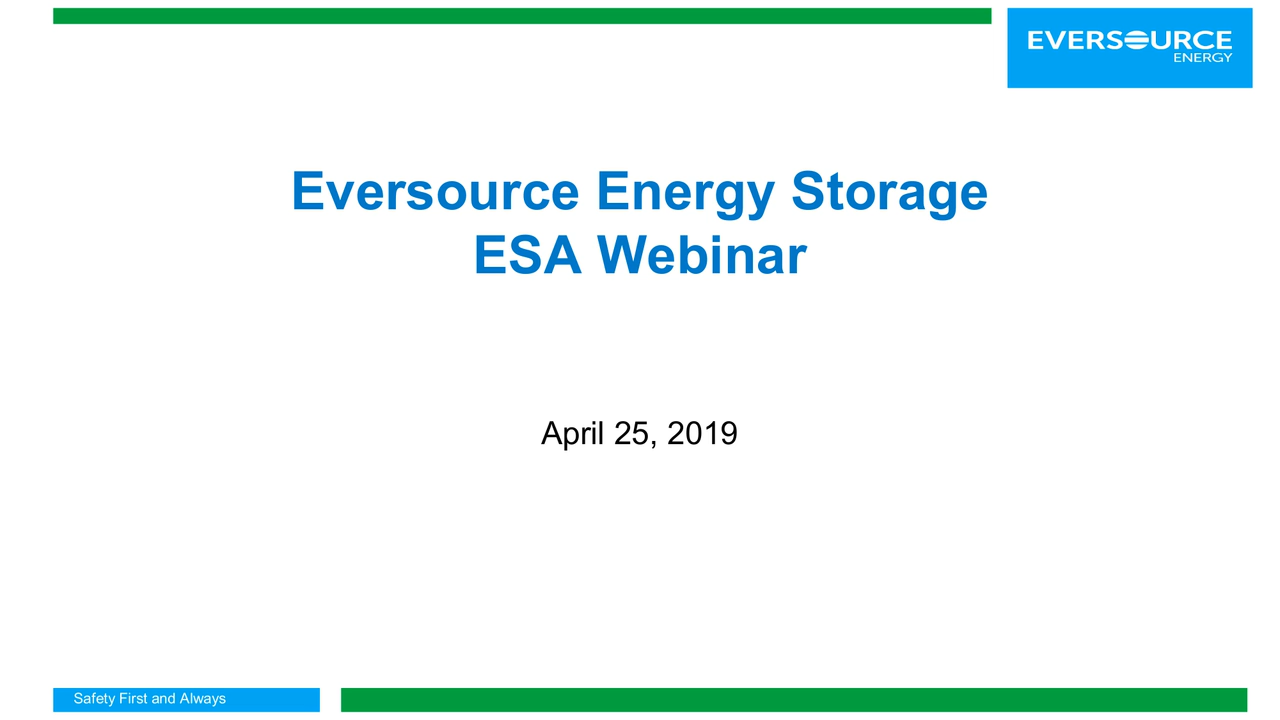 EVERSOURCE
ENERGY
Eversource Energy Storage
ESA Webinar
April 25, 2019
Safety First and Always